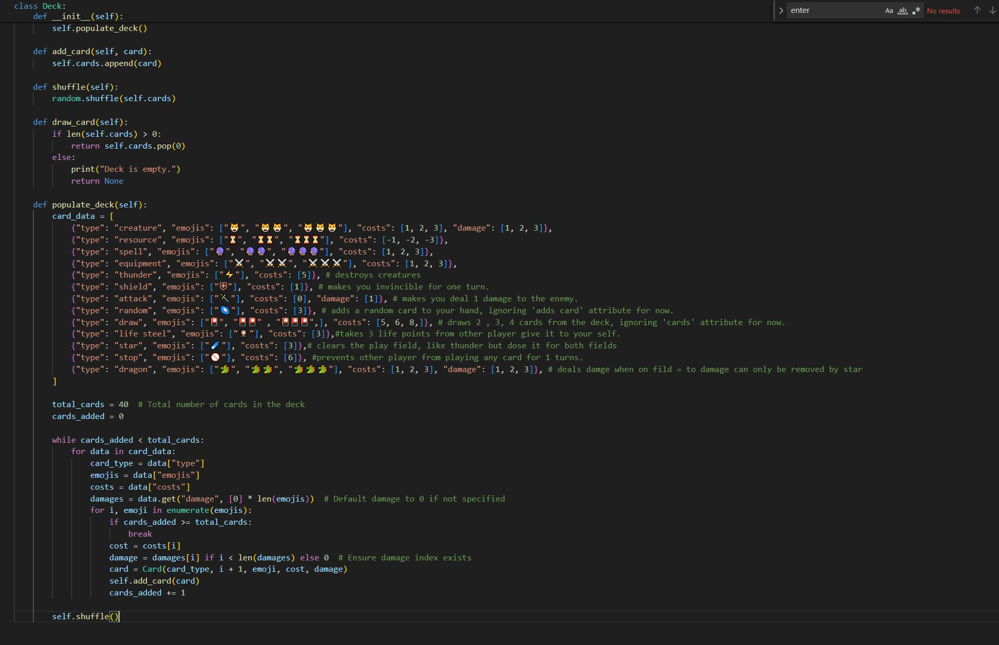 class Deck:
    def __init__(self):
        self.populate_deck()

    def add_card(self, card):
        self.cards.append(card)

    def shuffle(self):
        random.shuffle(self.cards)

    def draw_card(self):
        if len(self.cards) > 0:
            return self.cards.pop(0)
        else:
            print("Deck is empty.")
            return None

    def populate_deck(self):
        card_data = [
            {"type": "creature", "emojis": ["😺", "😺😺", "😺😺😺"], "costs": [1, 2, 3], "damage": [1, 2, 3]},
            {"type": "resource", "emojis": ["⌛", "⌛⌛", "⌛⌛⌛"], "costs": [-1, -2, -3]},
            {"type": "spell", "emojis": ["🔮", "🔮🔮", "🔮🔮🔮"], "costs": [1, 2, 3]},
            {"type": "equipment", "emojis": ["⚔", "⚔⚔", "⚔⚔⚔"], "costs": [1, 2, 3]},
            {"type": "thunder", "emojis": ["⚡"], "costs": [5]}, # destroys creatures
            {"type": "shield", "emojis": ["⛨"], "costs": [1]}, # makes you invincible for one turn.
            {"type": "attack", "emojis": ["🗡"], "costs": [0], "damage": [1]}, # makes you deal 1 damage to the enemy.
            {"type": "random", "emojis": ["🌌"], "costs": [3]}, # adds a random card to your hand, ignoring 'adds card' attribute for now.
            {"type": "draw", "emojis": ["🎴", "🎴🎴" , "🎴🎴🎴",], "costs": [5, 6, 8,]}, # draws 2 , 3, 4 cards from the deck, ignoring 'cards' attribute for now.
            {"type": "life steel", "emojis": ["🧛"], "costs": [3]},#takes 3 life points from other player give it to your self.
            {"type": "star", "emojis": ["☄"], "costs": [3]},# clears the play field, like thunder but dose it for both fields
            {"type": "stop", "emojis": ["🚫"], "costs": [6]}, #prevents other player from playing any card for 1 turns.
            {"type": "dragon", "emojis": ["🐲", "🐲🐲", "🐲🐲🐲"], "costs": [1, 2, 3], "damage": [1, 2, 3]}, # deals damge when on fild = to damage can only be removed by star
        ]

        total_cards = 40  # Total number of cards in the deck
        cards_added = 0

        while cards_added < total_cards:
            for data in card_data:
                card_type = data["type"]
                emojis = data["emojis"]
                costs = data["costs"]
                damages = data.get("damage", [0] * len(emojis))  # Default damage to 0 if not specified
                for i, emoji in enumerate(emojis):
                    if cards_added >= total_cards:
                        break
                    cost = costs[i]
                    damage = damages[i] if i < len(damages) else 0  # Ensure damage index exists
                    card = Card(card_type, i + 1, emoji, cost, damage)
                    self.add_card(card)
                    cards_added += 1

        self.shuffle()
enter Aa ab .* No results